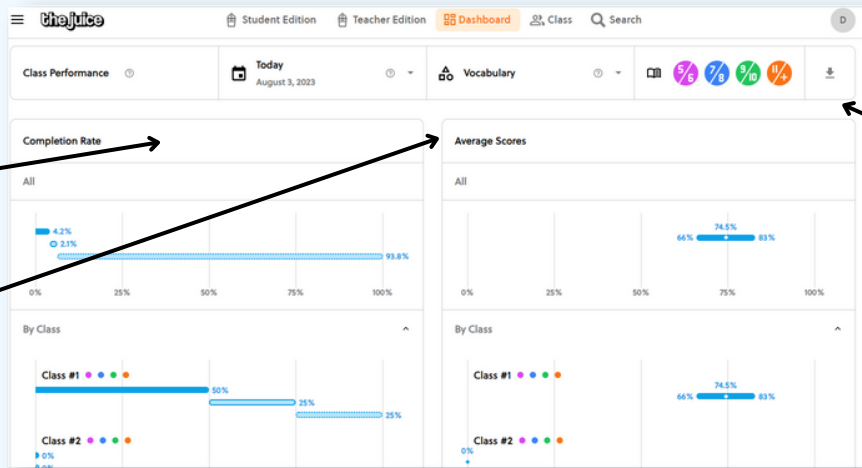 thejuice Student Edition Teacher Edition Dashboard Class Search D
Class Performance ? Today ? Vocabulary ? 5/6 7/8 9/10 11/+
August 3, 2023
Completion Rate
All
4.2%
2.1%
93.8%
0% 25% 50% 75% 100%
By Class
Class #1
50%
25%
25%
Class #2
0%
0%
Average Scores
All
74.5%
66% 83%
0% 25% 50% 75% 100%
By Class
Class #1
74.5%
66% 83%
Class #2
0%